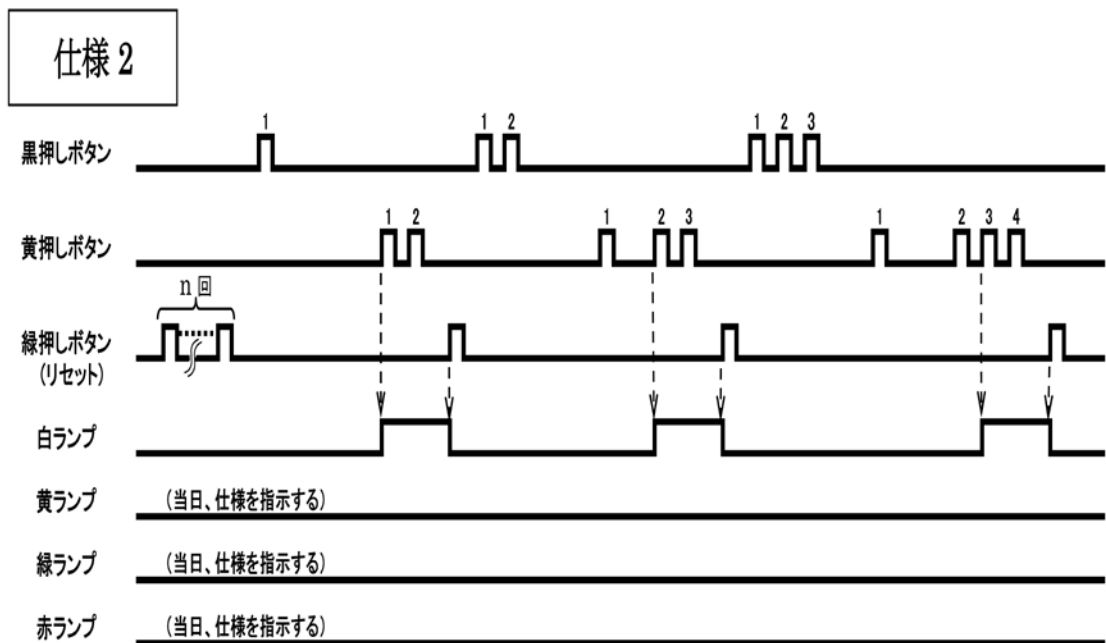 仕様 2
1 1 2 1 2 3
黒押しボタン
1 2 1 2 3 1 2 3 4
黄押しボタン
n 回
緑押しボタン
(リセット)
白ランプ
黄ランプ (当日、仕様を指示する)
緑ランプ (当日、仕様を指示する)
赤ランプ (当日、仕様を指示する)